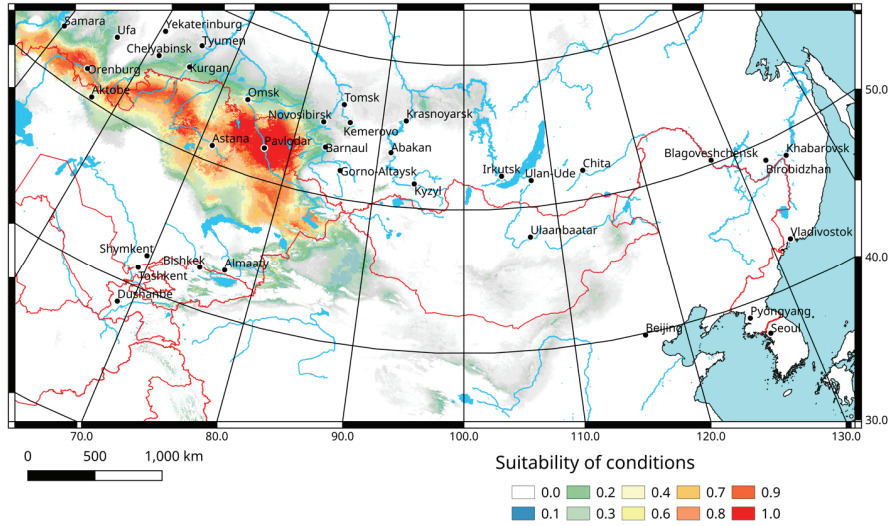 Samara
Yekaterinburg
Ufa
Tyumen
Chelyabinsk
Orenburg
Kurgan
Aktobe
Omsk
Tomsk
50.0
Novosibirsk
Krasnoyarsk
Kemerovo
Astana
Pavlodar
Barnaul
Abakan
Blagoveshchensk
Khabarovsk
Gorno-Altaysk
Irkutsk
Ulan-Ude
Chita
Birobidzhan
Kyzyl
Ulaanbaatar
Vladivostok
Shymkent
Bishkek
Almaaty
40.0
Tashkent
Dushanbe
Pyongyang
Beijing
Seoul
30.0
70.0 80.0 90.0 100.0 110.0 120.0 130.0
0 500 1,000 km
Suitability of conditions
0.0 0.2 0.4 0.7 0.9
0.1 0.3 0.6 0.8 1.0